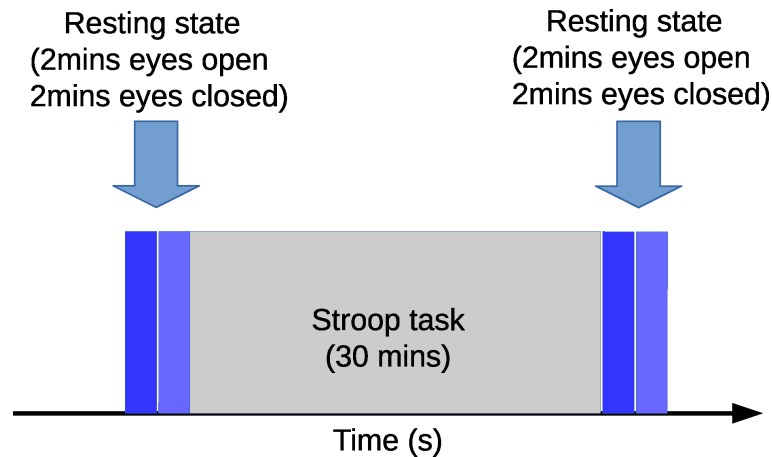 Resting state
(2mins eyes open
2mins eyes closed)
Resting state
(2mins eyes open
2mins eyes closed)
Stroop task
(30 mins)
Time (s)